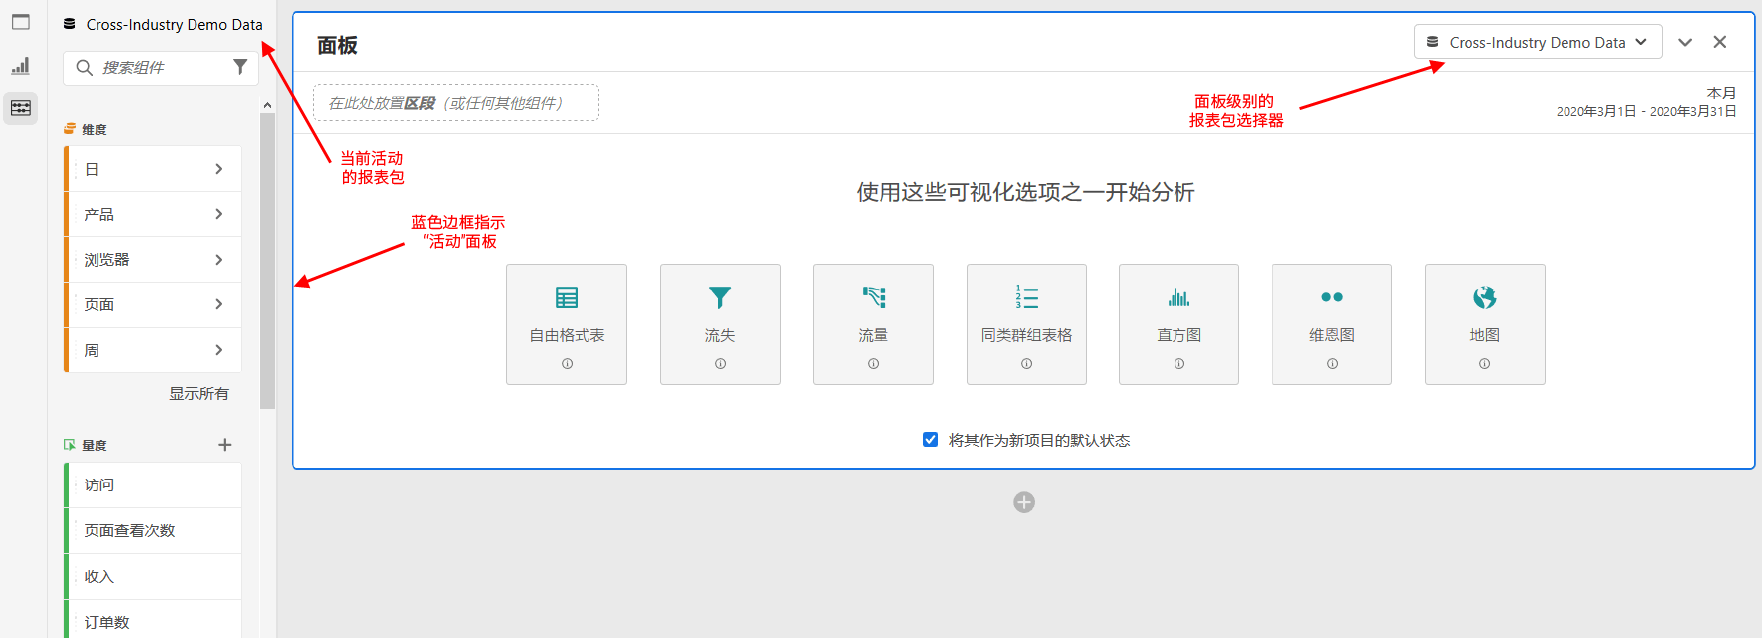 Cross-Industry Demo Data
搜索组件
维度
日
产品
浏览器
页面
周
显示所有
量度
访问
页面查看次数
收入
订单数
当前活动
的报表包
蓝色边框指示
“活动”面板
面板
Cross-Industry Demo Data
在此处放置区段（或任何其他组件）
面板级别的
报表包选择器
本月
2020年3月1日 - 2020年3月31日
使用这些可视化选项之一开始分析
自由格式表
流失
流量
1
2
3
同类群组表格
直方图
维恩图
地图
将其作为新项目的默认状态